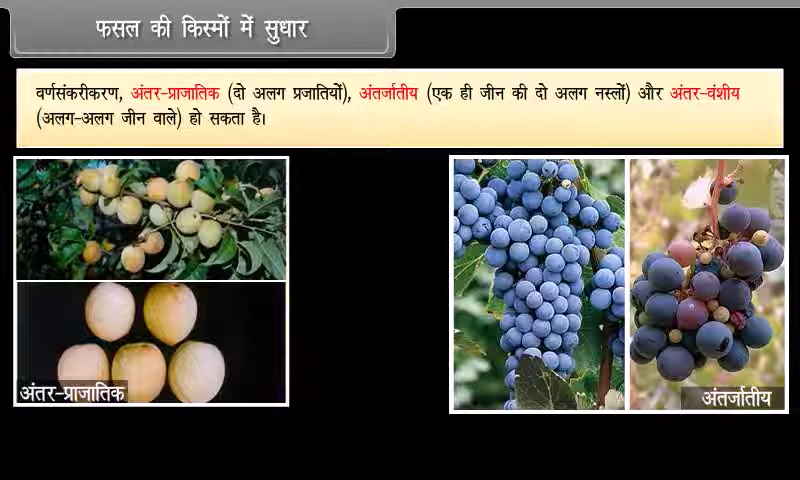 फसल की किस्मों में सुधार
वर्णसंकरीकरण, अंतर-प्राजातिक (दो अलग प्रजातियों), अंतर्जातीय (एक ही जीन की दो अलग नस्लों) और अंतर-वंशीय
(अलग-अलग जीन वाले) हो सकता है।
अंतर-प्राजातिक
अंतर्जातीय